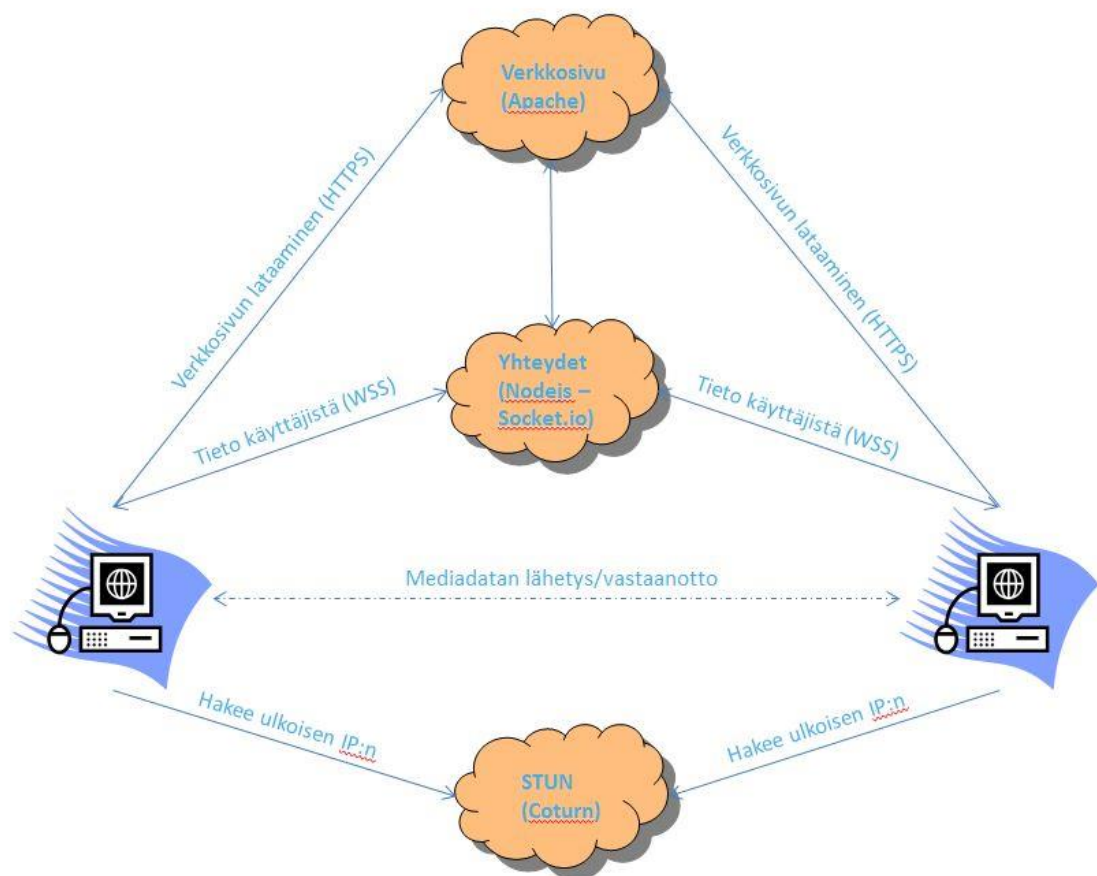 Verkkosivu
(Apache)
Verkkosivun lataaminen (HTTPS)
Verkkosivun lataaminen (HTTPS)
Yhteydet
(Nodejs –
Socket.io)
Tieto käyttäjistä (WSS)
Tieto käyttäjistä (WSS)
Mediadatan lähetys/vastaanotto
Hakee ulkoisen IP:n
Hakee ulkoisen IP:n
STUN
(Coturn)